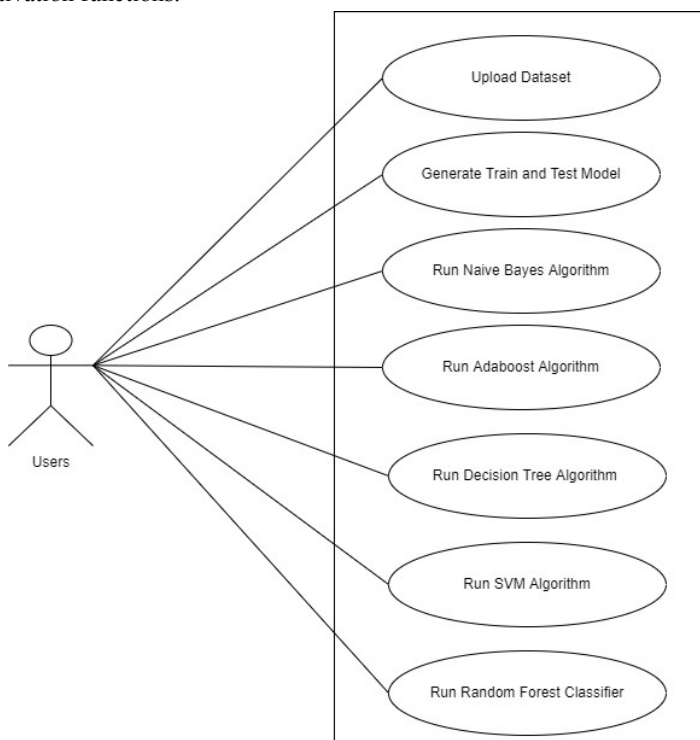 Upload Dataset
Generate Train and Test Model
Run Naive Bayes Algorithm
Run Adaboost Algorithm
Users
Run Decision Tree Algorithm
Run SVM Algorithm
Run Random Forest Classifier